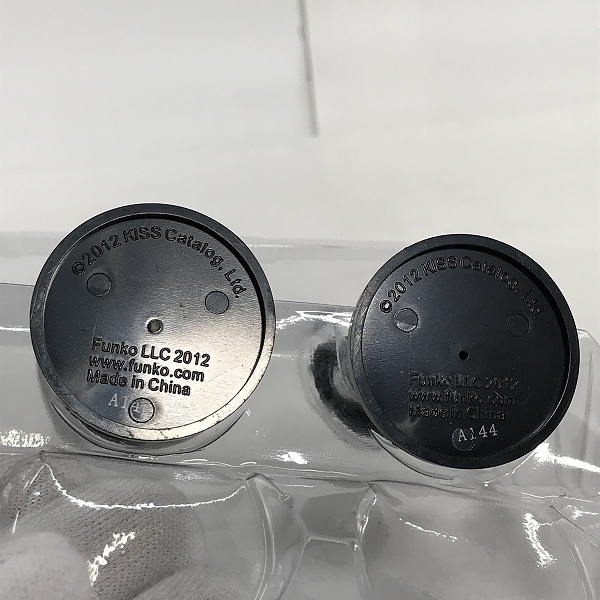 ©2012 KISS Catalog, Ltd.
Funko LLC 2012
www.funko.com
Made in China
A144
©2012 KISS Catalog, Ltd.
Funko LLC 2012
www.funko.com
Made in China
A144